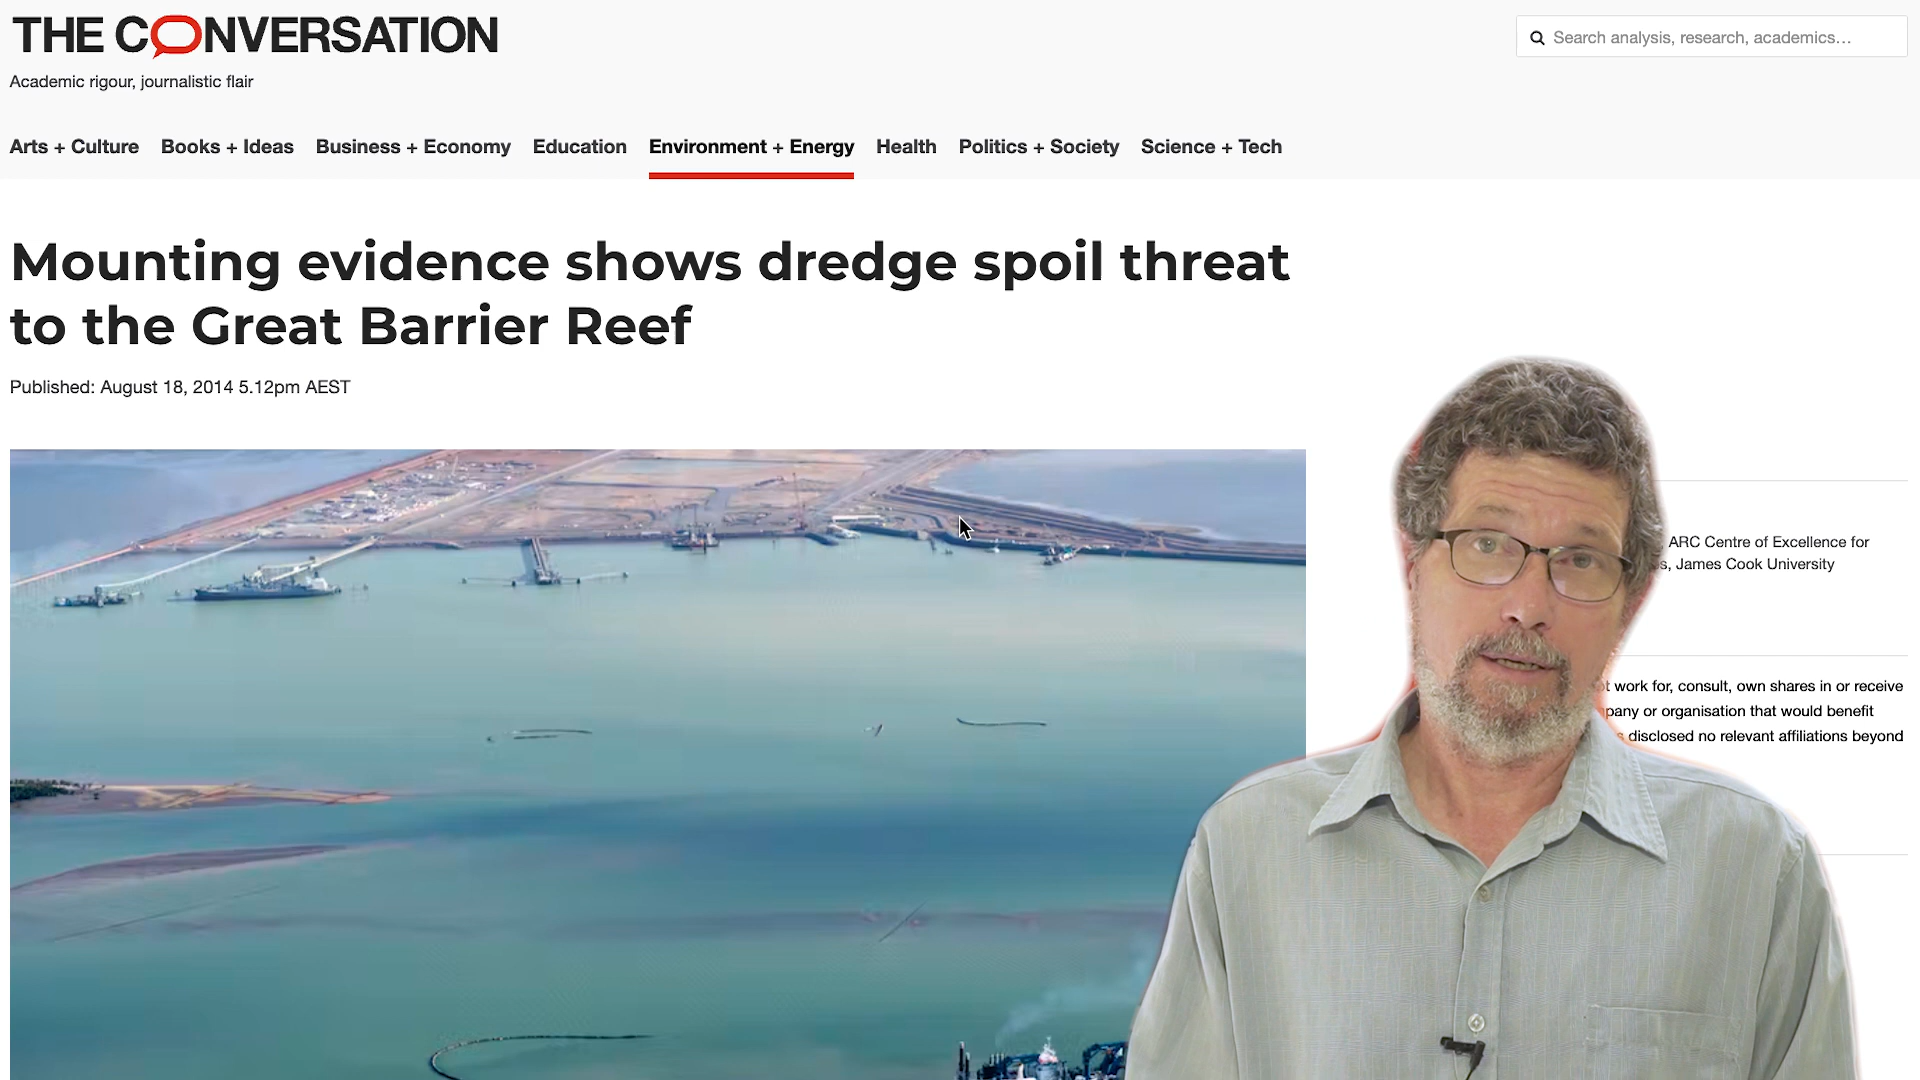 THE CONVERSATION
Search analysis, research, academics...
Academic rigour, journalistic flair
Arts + Culture Books + Ideas Business + Economy Education Environment + Energy Health Politics + Society Science + Tech
Mounting evidence shows dredge spoil threat
to the Great Barrier Reef
Published: August 18, 2014 5.12pm AEST
ARC Centre of Excellence for
James Cook University
work for, consult, own shares in or receive
or organisation that would benefit
disclosed no relevant affiliations beyond